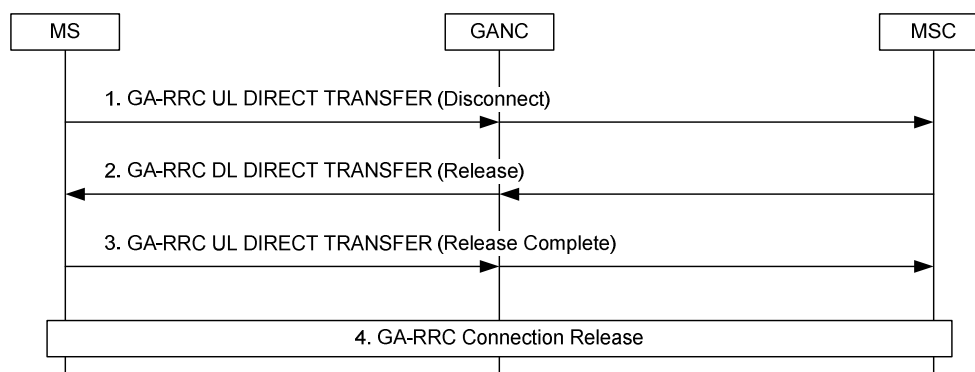 MS
GANC
MSC
1. GA-RRC UL DIRECT TRANSFER (Disconnect)
2. GA-RRC DL DIRECT TRANSFER (Release)
3. GA-RRC UL DIRECT TRANSFER (Release Complete)
4. GA-RRC Connection Release